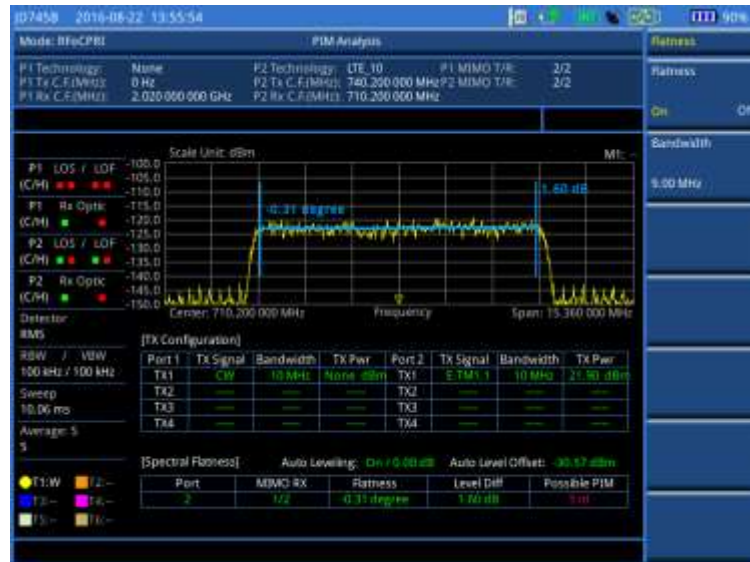 JD745B 2016-08-22 13:55:54 90%
Mode: RFoCPRI PIM Analysis Flatness
P1 Technology: None P2 Technology: LTE_10 P1 MIMO T/R: 2/2
P1 Tx C.F.(MHz): 0 Hz P2 Tx C.F.(MHz): 740.200 000 MHz P2 MIMO T/R: 2/2
P1 Rx C.F.(MHz): 2.020 000 000 GHz P2 Rx C.F.(MHz): 710.200 000 MHz
Flatness
On
Bandwidth
9.00 MHz
Scale Unit: dBm M1: --
P1 LOS / LOF
(C/H)
P1 Rx Optic
(C/H)
P2 LOS / LOF
(C/H)
P2 Rx Optic
(C/H)
-100.0
-105.0
-110.0
-115.0
-120.0
-125.0
-130.0
-135.0
-140.0
-145.0
-150.0
-0.31 degree
1.60 dB
Center: 710.200 000 MHz Frequency Span: 15.360 000 MHz
Detector
RMS
RBW / VBW
100 kHz / 100 kHz
Sweep
10.06 ms
Average: 5
5
[TX Configuration]
Port 1 TX Signal Bandwidth TX Pwr Port 2 TX Signal Bandwidth TX Pwr
TX1 CW 10 MHz None dBm TX1 E-TM1.1 10 MHz 21.90 dBm
TX2 ---- ---- ---- TX2 ---- ---- ----
TX3 ---- ---- ---- TX3 ---- ---- ----
TX4 ---- ---- ---- TX4 ---- ---- ----
[Spectral Flatness] Auto Leveling: On / 0.00 dB Auto Level Offset: -30.57 dBm
Port MIMO RX Flatness Level Diff Possible PIM
2 1/2 -0.31 degree 1.60 dB
T1:W T2:--
T3:-- T4:--
T5:-- T6:--